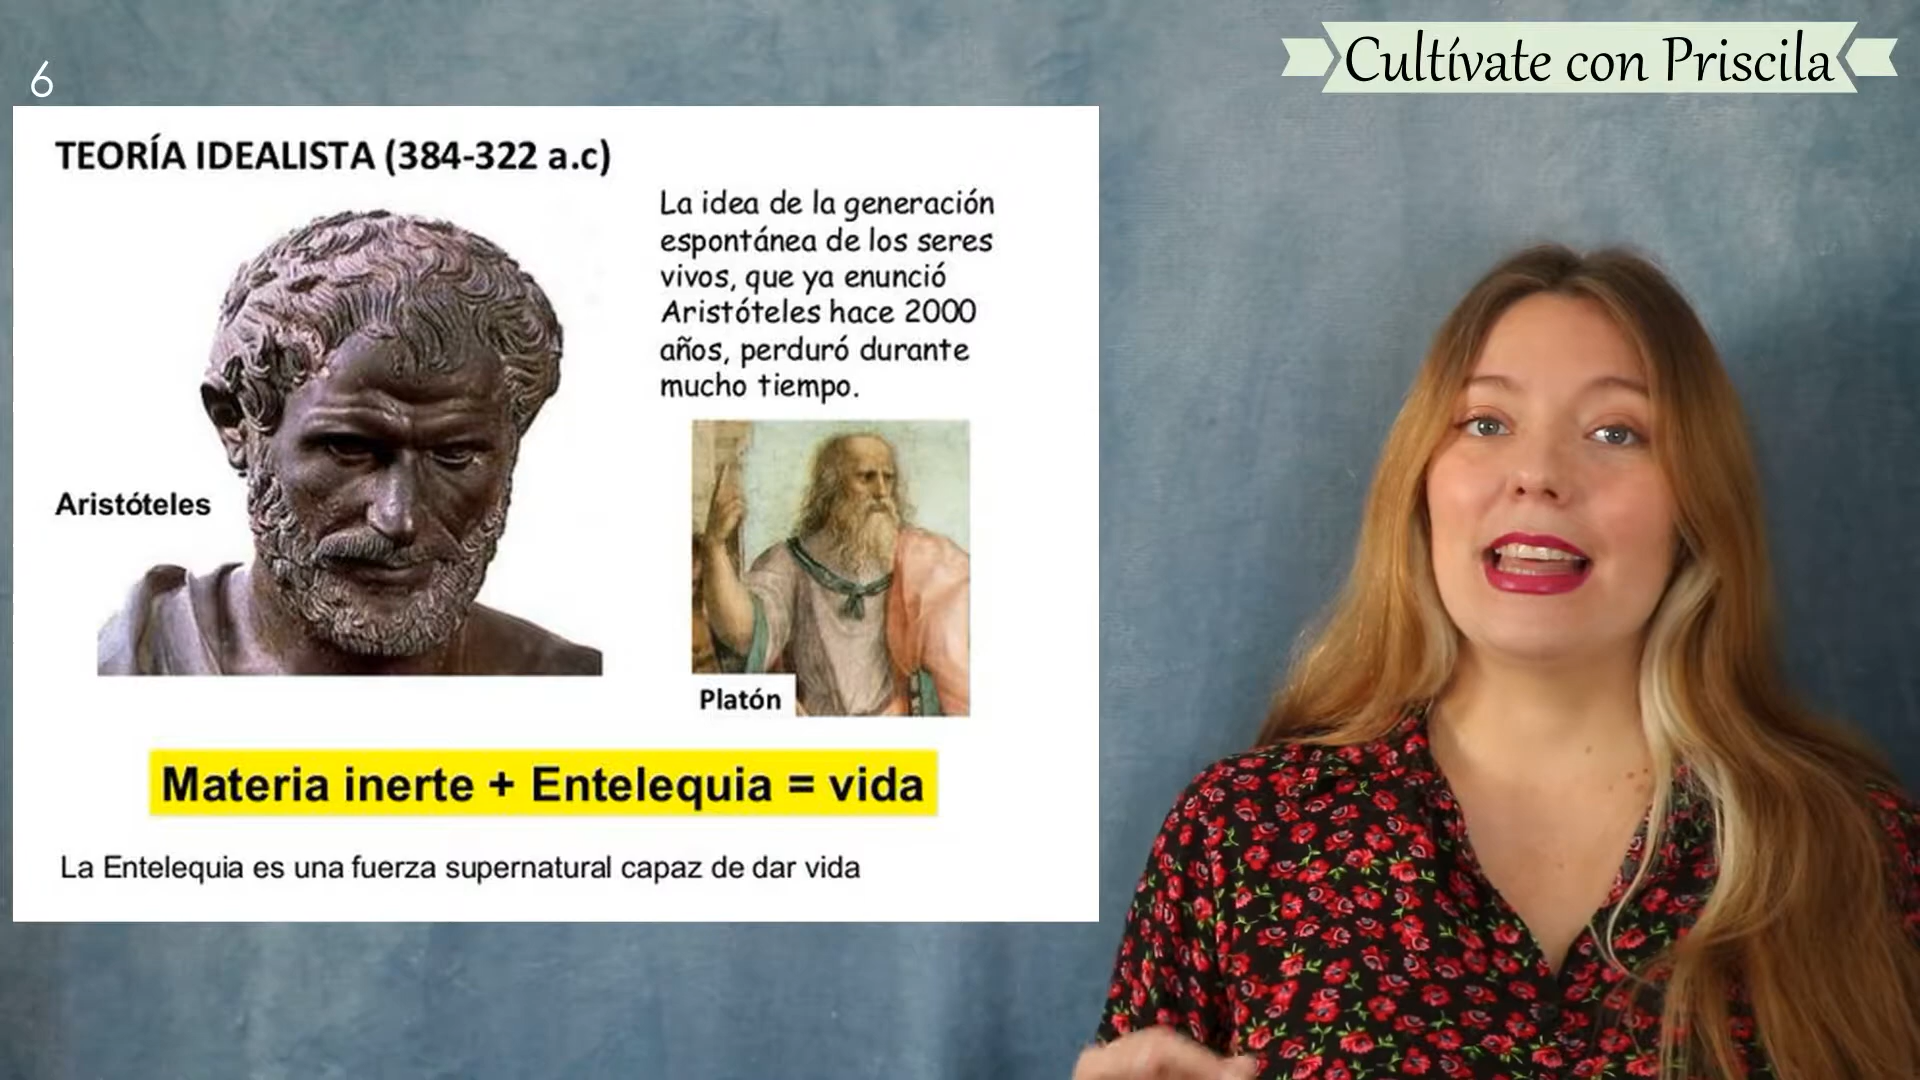 Cultívate con Priscila
6
TEORÍA IDEALISTA (384-322 a.c)
La idea de la generación
espontánea de los seres
vivos, que ya enunció
Aristóteles hace 2000
años, perduró durante
mucho tiempo.
Aristóteles
Platón
Materia inerte + Entelequia = vida
La Entelequia es una fuerza supernatural capaz de dar vida